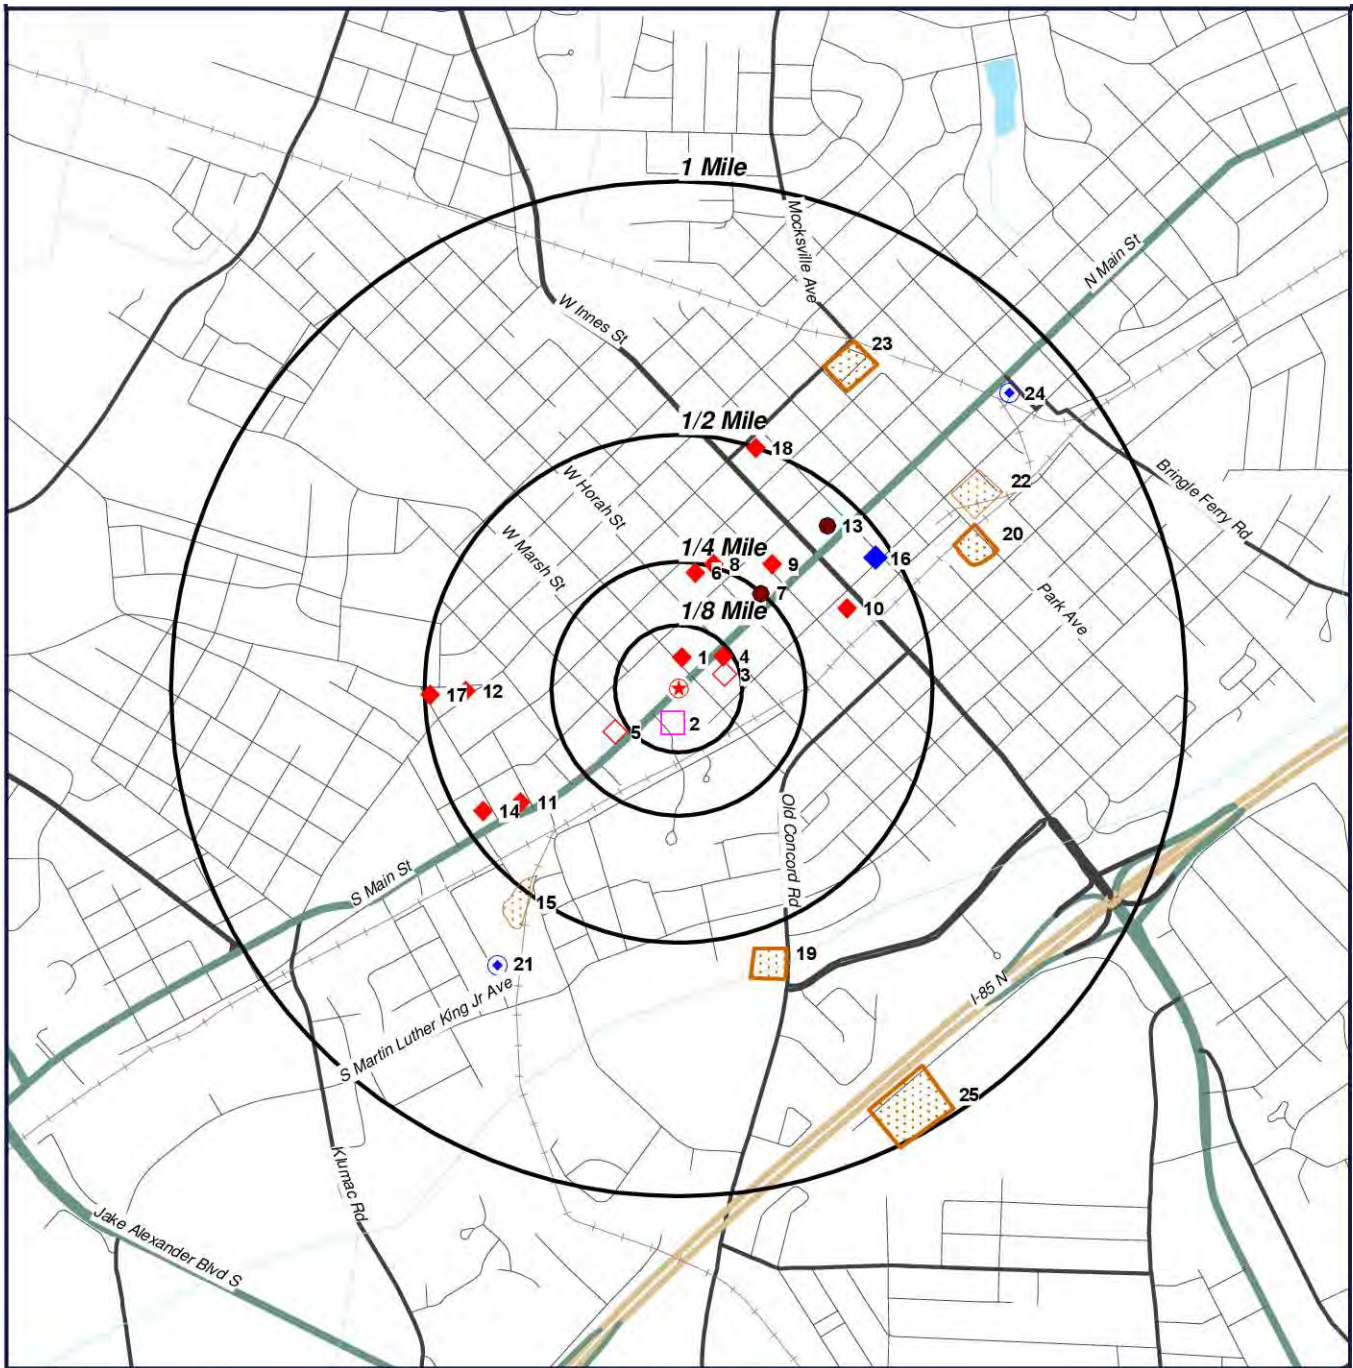 1 Mile
Mocksville Ave
N Main St
W Innes St
23
24
1/2 Mile
18
W Horah St
22
Bringle Ferry Rd
13
20
W Marsh St
1/4 Mile
8
9
16
6
7
10
Park Ave
1/8 Mile
1
4
3
17
12
2
5
11
14
Old Concord Rd
S Main St
15
19
21
I-85 N
S Martin Luther King Jr Ave
25
Klumac Rd
Jake Alexander Blvd S